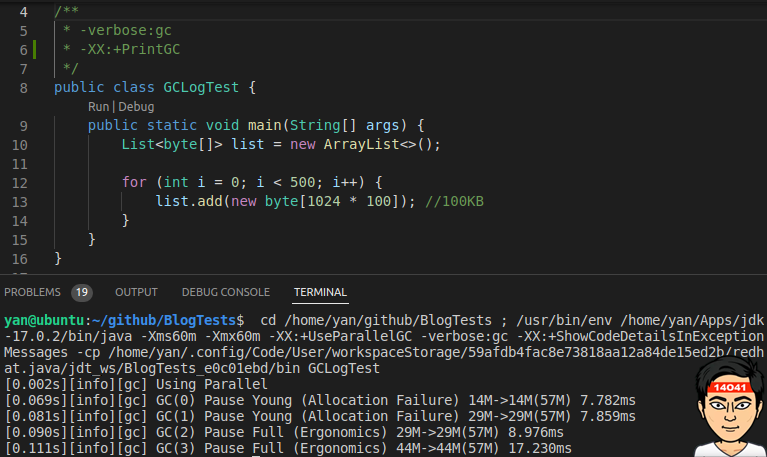 4 /**
5 * -verbose:gc
6 * -XX:+PrintGC
7 */
8 public class GCLogTest {
Run | Debug
9 public static void main(String[] args) {
10 List<byte[]> list = new ArrayList<>();
11
12 for (int i = 0; i < 500; i++) {
13 list.add(new byte[1024 * 100]); //100KB
14 }
15 }
16 }
PROBLEMS 19 OUTPUT DEBUG CONSOLE TERMINAL
yan@ubuntu:~/github/BlogTests$ cd /home/yan/github/BlogTests ; /usr/bin/env /home/yan/Apps/jdk
-17.0.2/bin/java -Xms60m -Xmx60m -XX:+UseParallelGC -verbose:gc -XX:+ShowCodeDetailsInException
Messages -cp /home/yan/.config/Code/User/workspaceStorage/59afdb4fac8e73818aa12a84de15ed2b/redh
at.java/jdt_ws/BlogTests_e0c01ebd/bin GCLogTest
[0.002s][info][gc] Using Parallel
[0.069s][info][gc] GC(0) Pause Young (Allocation Failure) 14M->14M(57M) 7.782ms
[0.081s][info][gc] GC(1) Pause Young (Allocation Failure) 29M->29M(57M) 7.859ms
[0.090s][info][gc] GC(2) Pause Full (Ergonomics) 29M->29M(57M) 8.976ms
[0.111s][info][gc] GC(3) Pause Full (Ergonomics) 44M->44M(57M) 17.230ms
14041